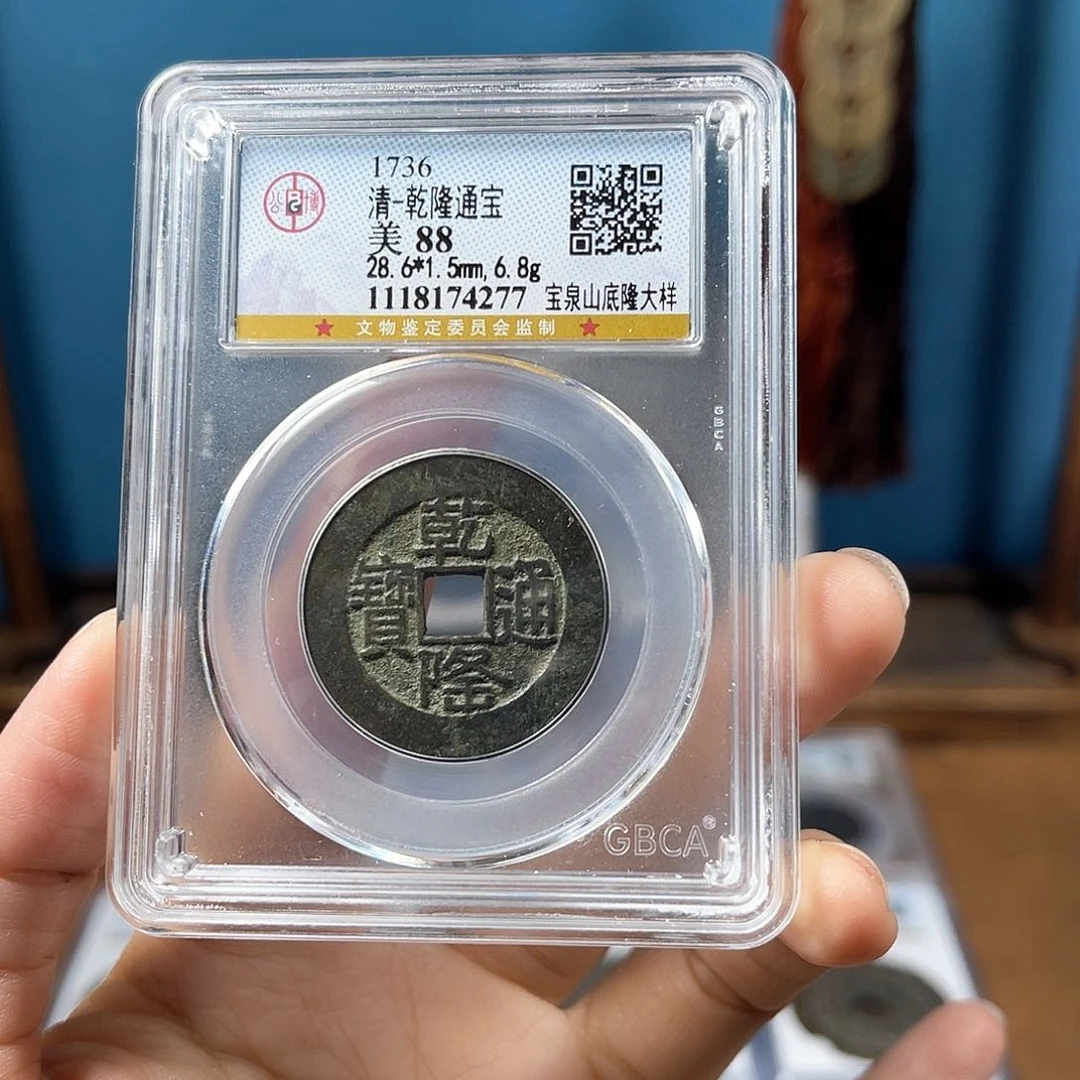 1736
清-乾隆通宝
美 88
28.6*1.5mm,6.8g
1118174277 宝泉山底隆大样
★ 文物鉴定委员会监制 ★
GBCA
乾
寶 通
隆
GBCA